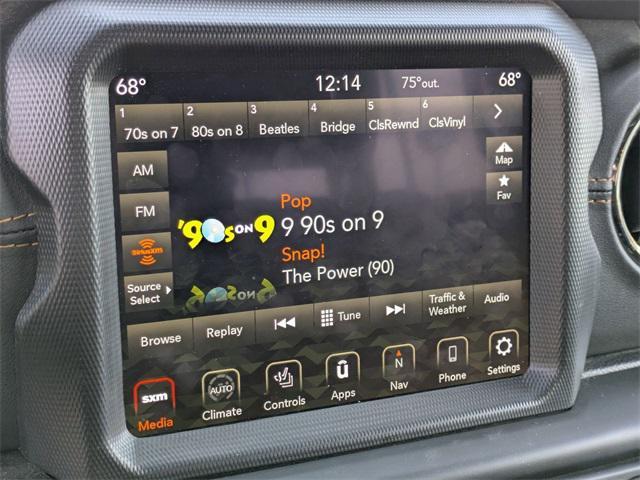 68° 12:14 75°out. 68°
1 2 3 4 5 6
70s on 7 80s on 8 Beatles Bridge ClsRewnd ClsVinyl
AM
FM
SiriusXM
Source
Select
Map
Fav
Pop
'90s ON 9 9 90s on 9
Snap!
The Power (90)
Browse Replay Tune Traffic &
Weather Audio
sxm AUTO ü N
Media Climate Controls Apps Nav Phone Settings